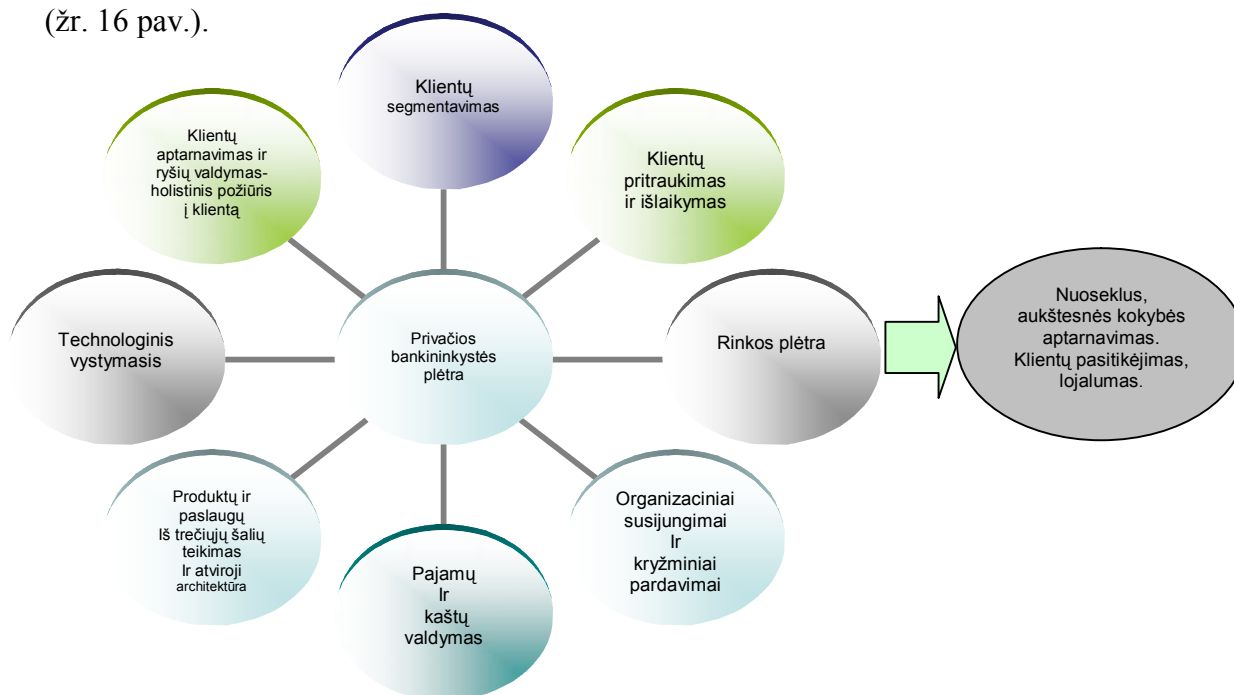 (žr. 16 pav.).
Klientų
segmentavimas
Klientų
aptarnavimas ir
ryšių valdymas-
holistinis požiūris
į klientą
Klientų
pritraukimas
ir išlaikymas
Technologinis
vystymasis
Privačios
bankininkystės
plėtra
Rinkos plėtra
Nuoseklus,
aukštesnės kokybės
aptarnavimas.
Klientų pasitikėjimas,
lojalumas.
Produktų ir
paslaugų
Iš trečiųjų šalių
teikimas
Ir atviroji
architektūra
Pajamų
Ir
kaštų
valdymas
Organizaciniai
susijungimai
Ir
kryžminiai
pardavimai